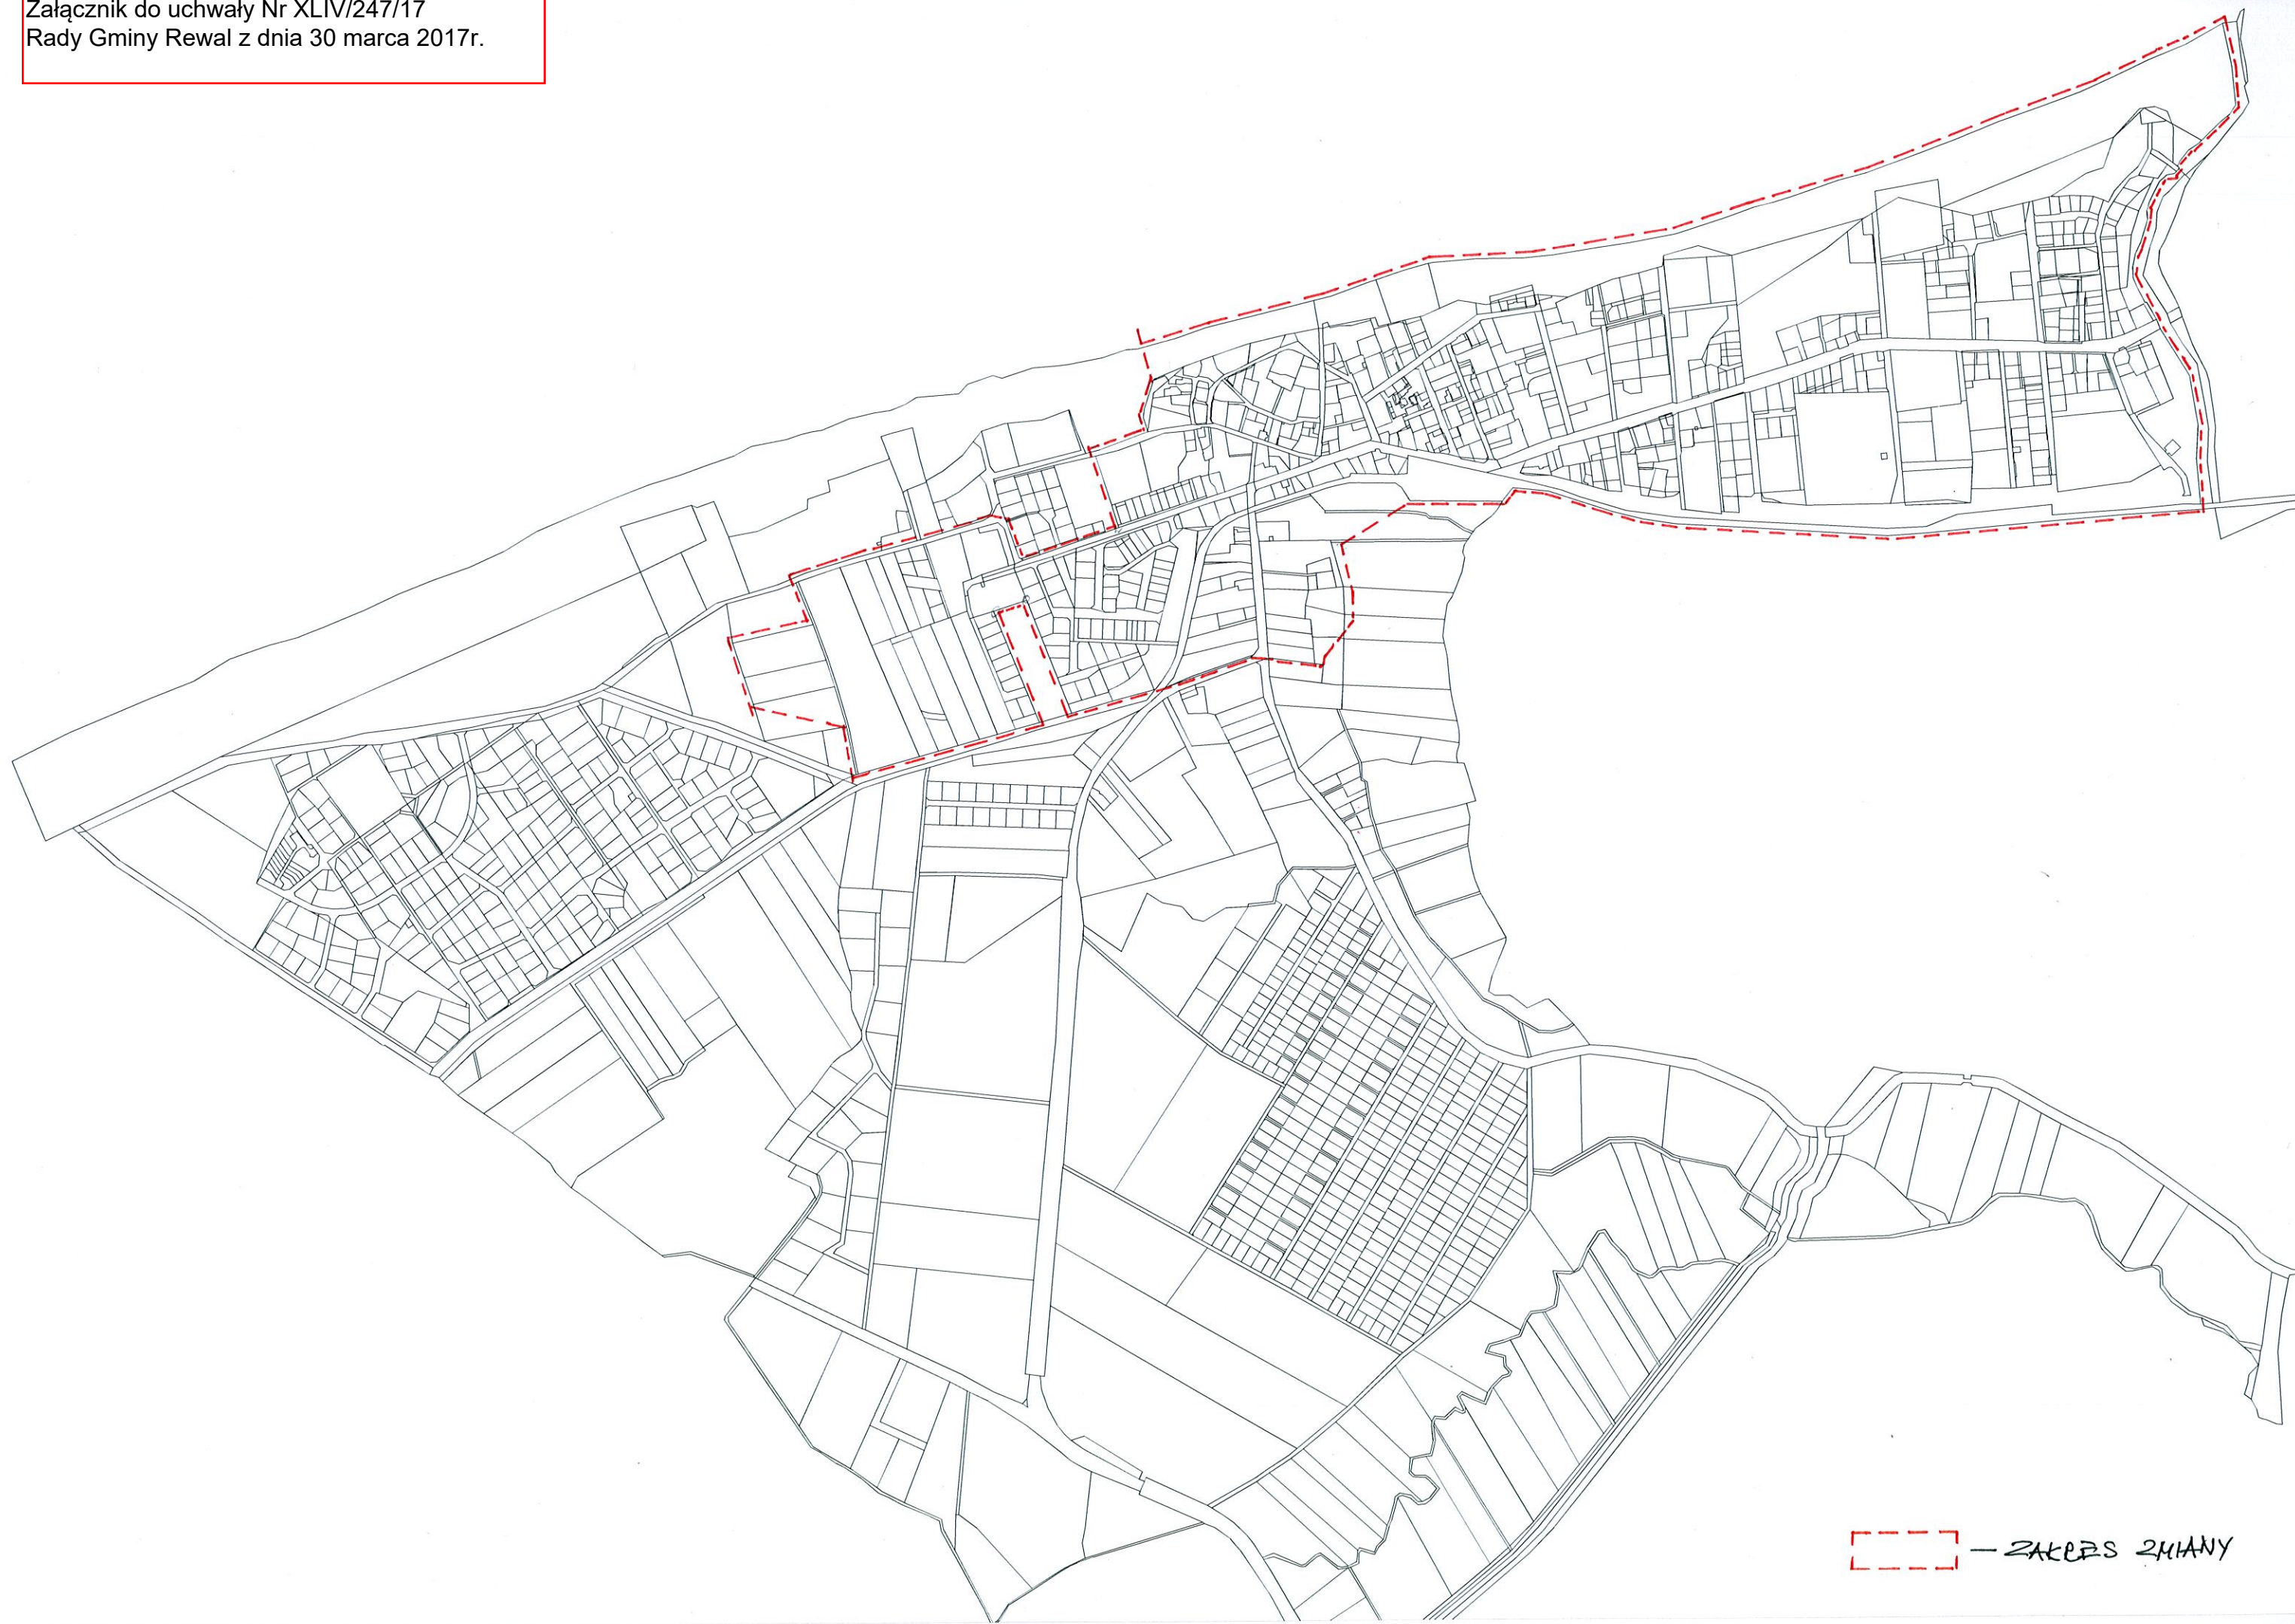 Załącznik do uchwały Nr XLIV/247/17
Rady Gminy Rewal z dnia 30 marca 2017r.
— ZAKRES ZMIANY